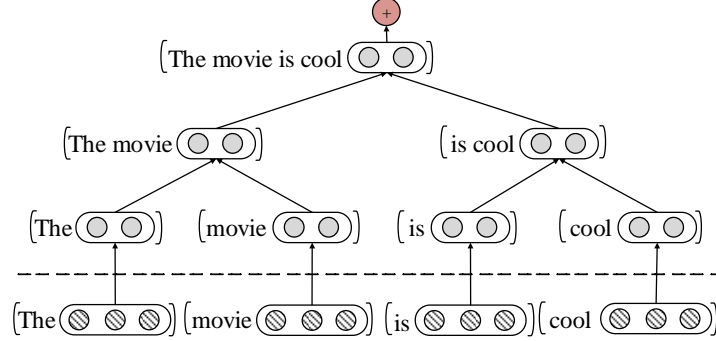 +
(The movie is cool )
(The movie ) (is cool )
(The ) (movie ) (is ) (cool )
(The ) (movie ) (is ) (cool )